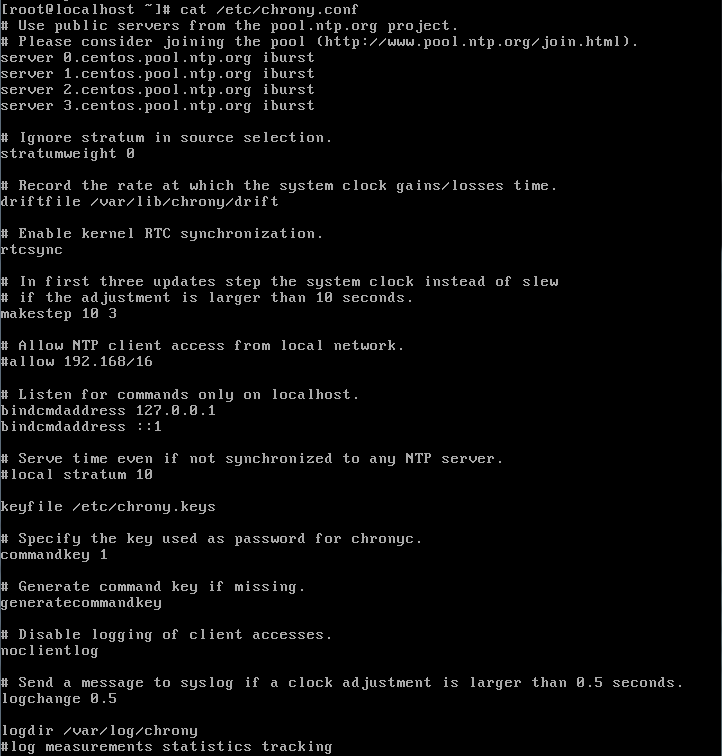 [root@localhost ~]# cat /etc/chrony.conf
# Use public servers from the pool.ntp.org project.
# Please consider joining the pool (http://www.pool.ntp.org/join.html).
server 0.centos.pool.ntp.org iburst
server 1.centos.pool.ntp.org iburst
server 2.centos.pool.ntp.org iburst
server 3.centos.pool.ntp.org iburst

# Ignore stratum in source selection.
stratumweight 0

# Record the rate at which the system clock gains/losses time.
driftfile /var/lib/chrony/drift

# Enable kernel RTC synchronization.
rtcsync

# In first three updates step the system clock instead of slew
# if the adjustment is larger than 10 seconds.
makestep 10 3

# Allow NTP client access from local network.
#allow 192.168/16

# Listen for commands only on localhost.
bindcmdaddress 127.0.0.1
bindcmdaddress ::1

# Serve time even if not synchronized to any NTP server.
#local stratum 10

keyfile /etc/chrony.keys

# Specify the key used as password for chronyc.
commandkey 1

# Generate command key if missing.
generatecommandkey

# Disable logging of client accesses.
noclientlog

# Send a message to syslog if a clock adjustment is larger than 0.5 seconds.
logchange 0.5

logdir /var/log/chrony
#log measurements statistics tracking